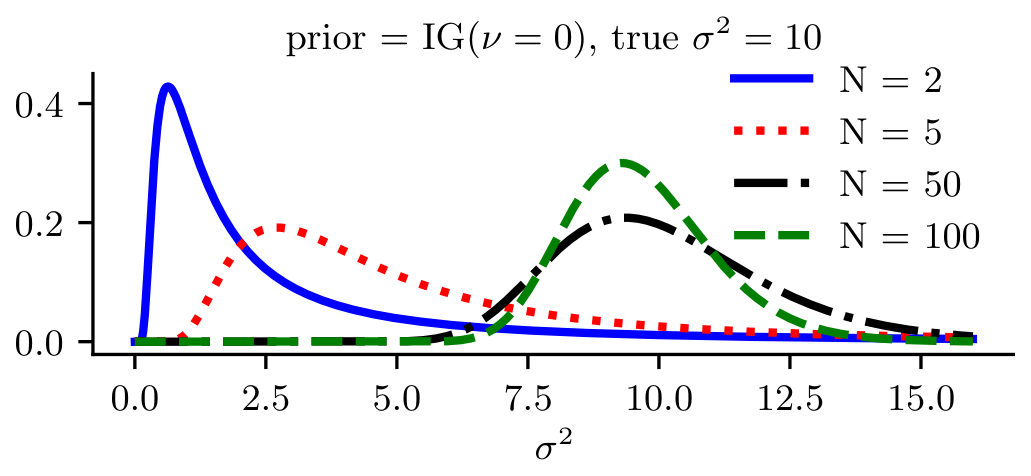 prior = IG(ν = 0), true σ² = 10
N = 2
N = 5
N = 50
N = 100
0.4
0.2
0.0
0.0 2.5 5.0 7.5 10.0 12.5 15.0
σ²